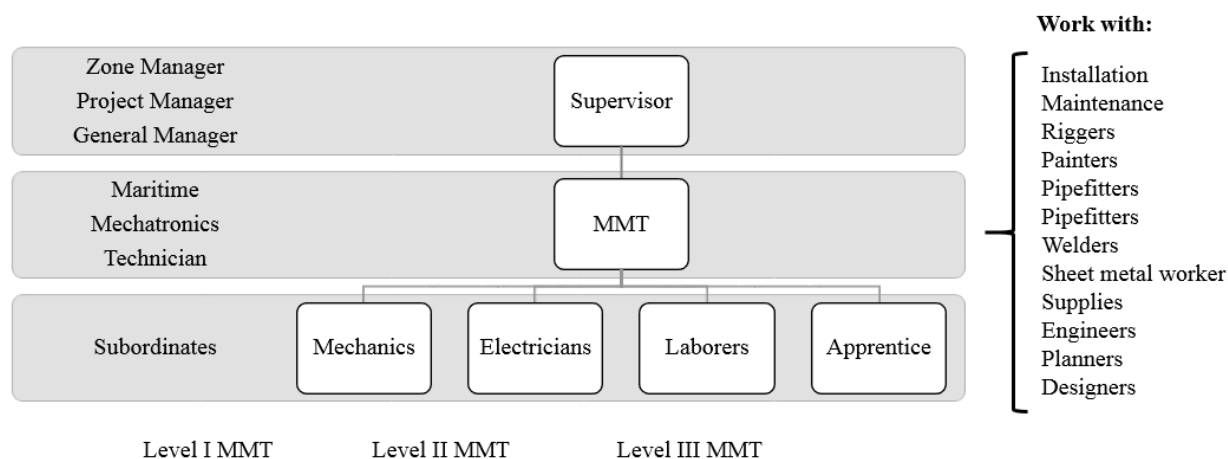 Work with:
Zone Manager
Project Manager
General Manager
Supervisor
Maritime
Mechatronics
Technician
MMT
Subordinates
Mechanics
Electricians
Laborers
Apprentice
Installation
Maintenance
Riggers
Painters
Pipefitters
Pipefitters
Welders
Sheet metal worker
Supplies
Engineers
Planners
Designers
Level I MMT
Level II MMT
Level III MMT